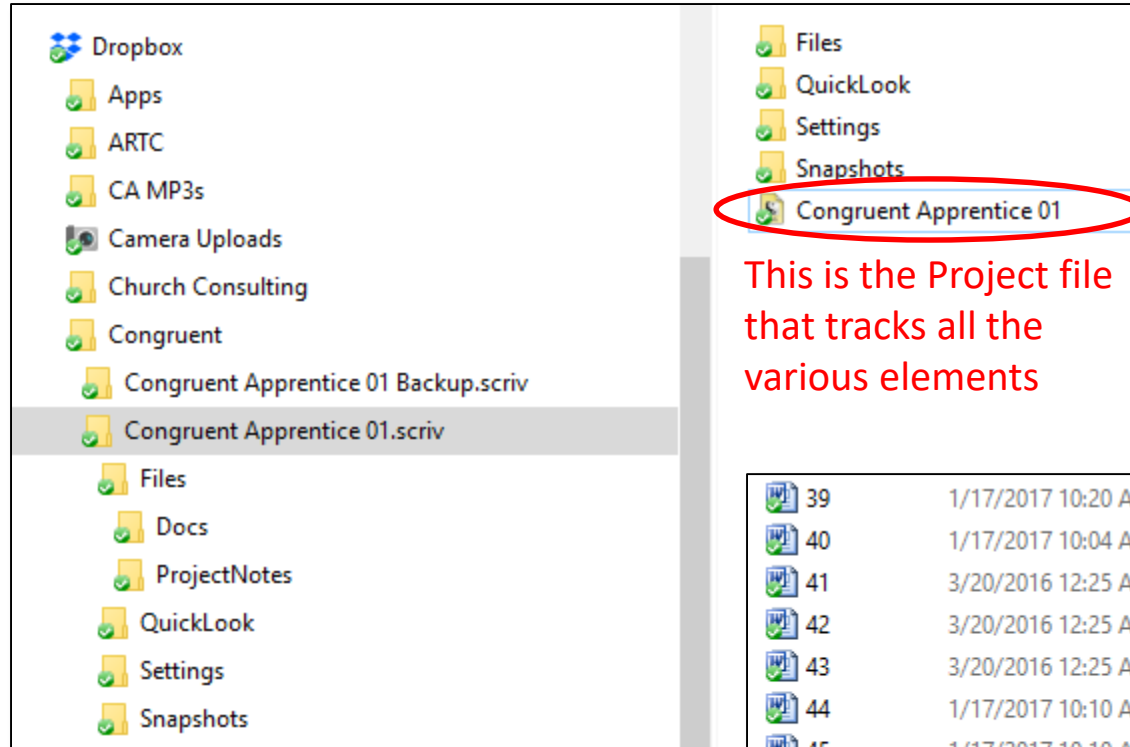 Dropbox
Apps
ARTC
CA MP3s
Camera Uploads
Church Consulting
Congruent
Congruent Apprentice 01 Backup.scriv
Congruent Apprentice 01.scriv
Files
Docs
ProjectNotes
QuickLook
Settings
Snapshots
Files
QuickLook
Settings
Snapshots
Congruent Apprentice 01
This is the Project file
that tracks all the
various elements
39 1/17/2017 10:20 A
40 1/17/2017 10:04 A
41 3/20/2016 12:25 A
42 3/20/2016 12:25 A
43 3/20/2016 12:25 A
44 1/17/2017 10:10 A